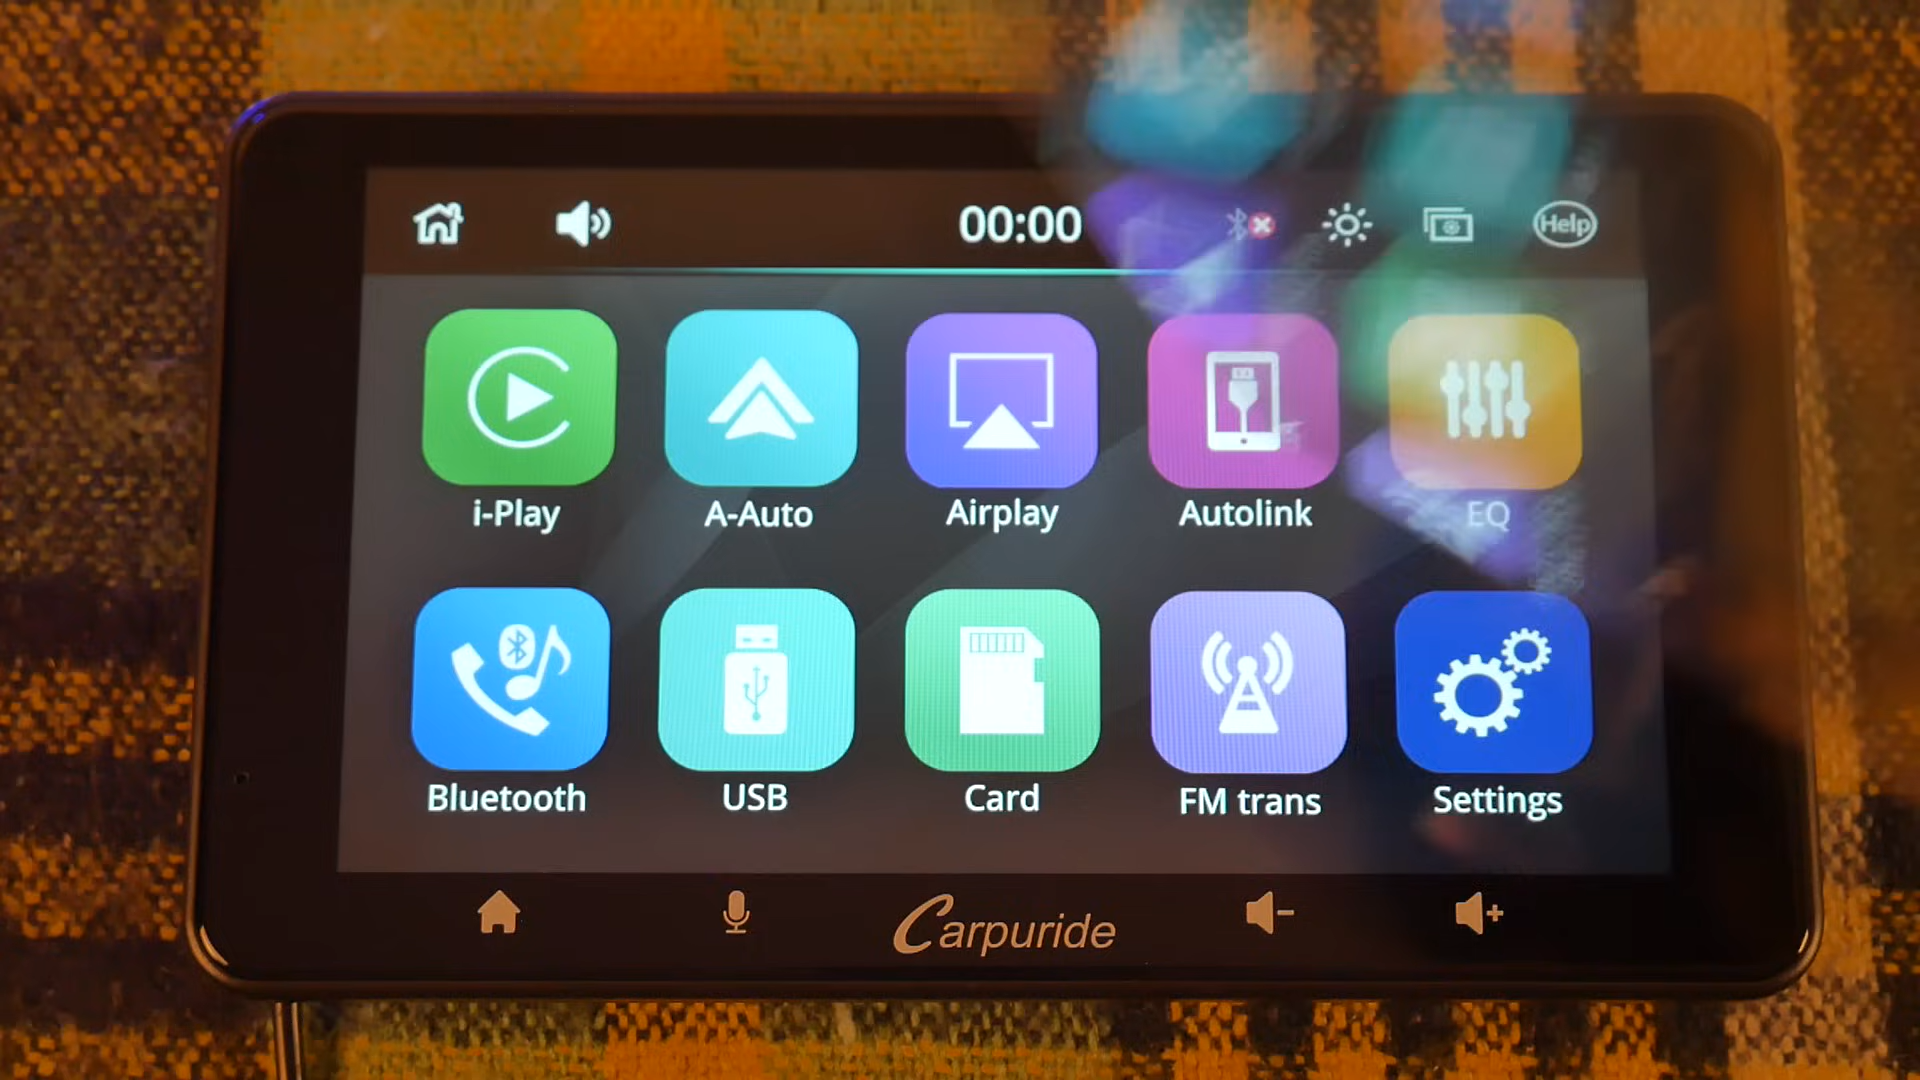 00:00 Help
i-Play A-Auto Airplay Autolink EQ
Bluetooth USB Card FM trans Settings
Carpuride